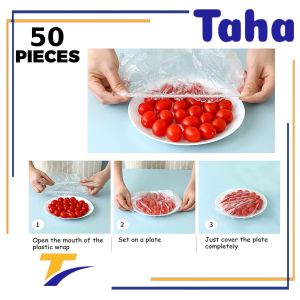 50
PIECES
Taha
1
Open the mouth of the
plastic wrap
2
Set on a plate
3
Just cover the plate
completely